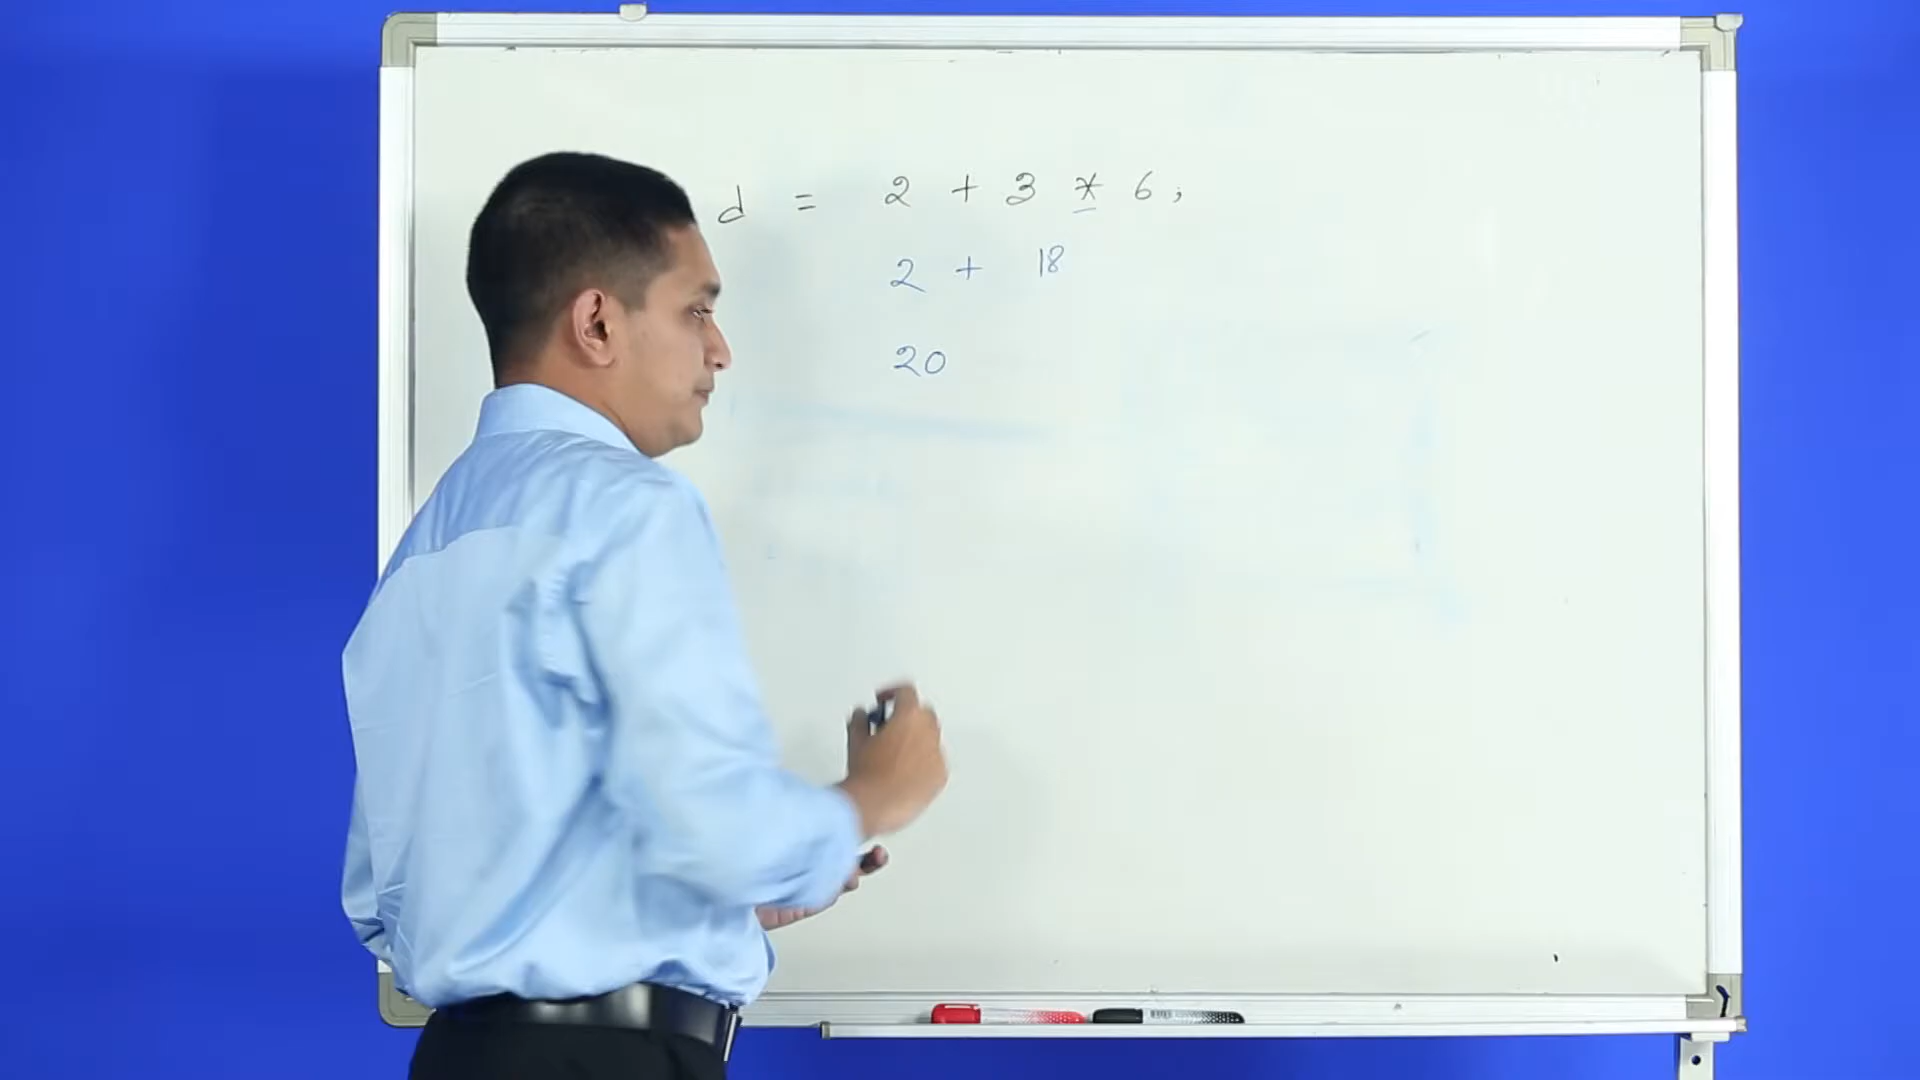 d = 2 + 3 * 6;
2 + 18
20